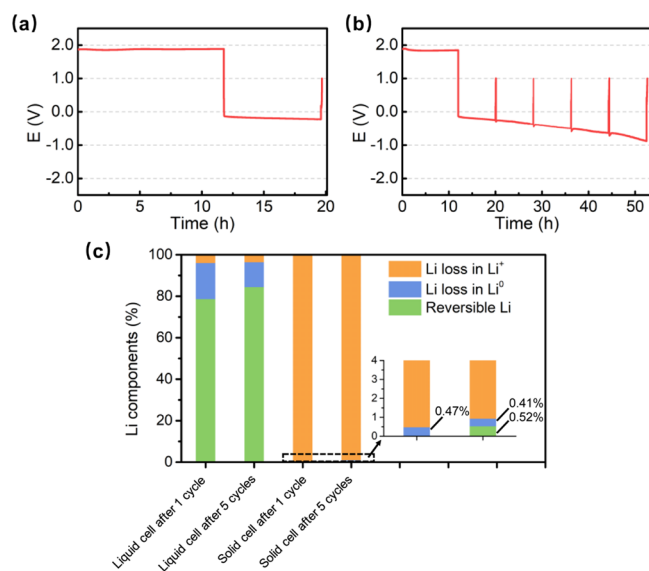 (a)
2.0
1.0
0.0
-1.0
-2.0
E (V)
0 5 10 15 20
Time (h)
(b)
2.0
1.0
0.0
-1.0
-2.0
E (V)
0 10 20 30 40 50
Time (h)
(c)
100
80
60
40
20
0
Li components (%)
Li loss in Li⁺
Li loss in Li⁰
Reversible Li
4
3
2
1
0
0.47%
0.41%
0.52%
Liquid cell after 1 cycle
Liquid cell after 5 cycles
Solid cell after 1 cycle
Solid cell after 5 cycles